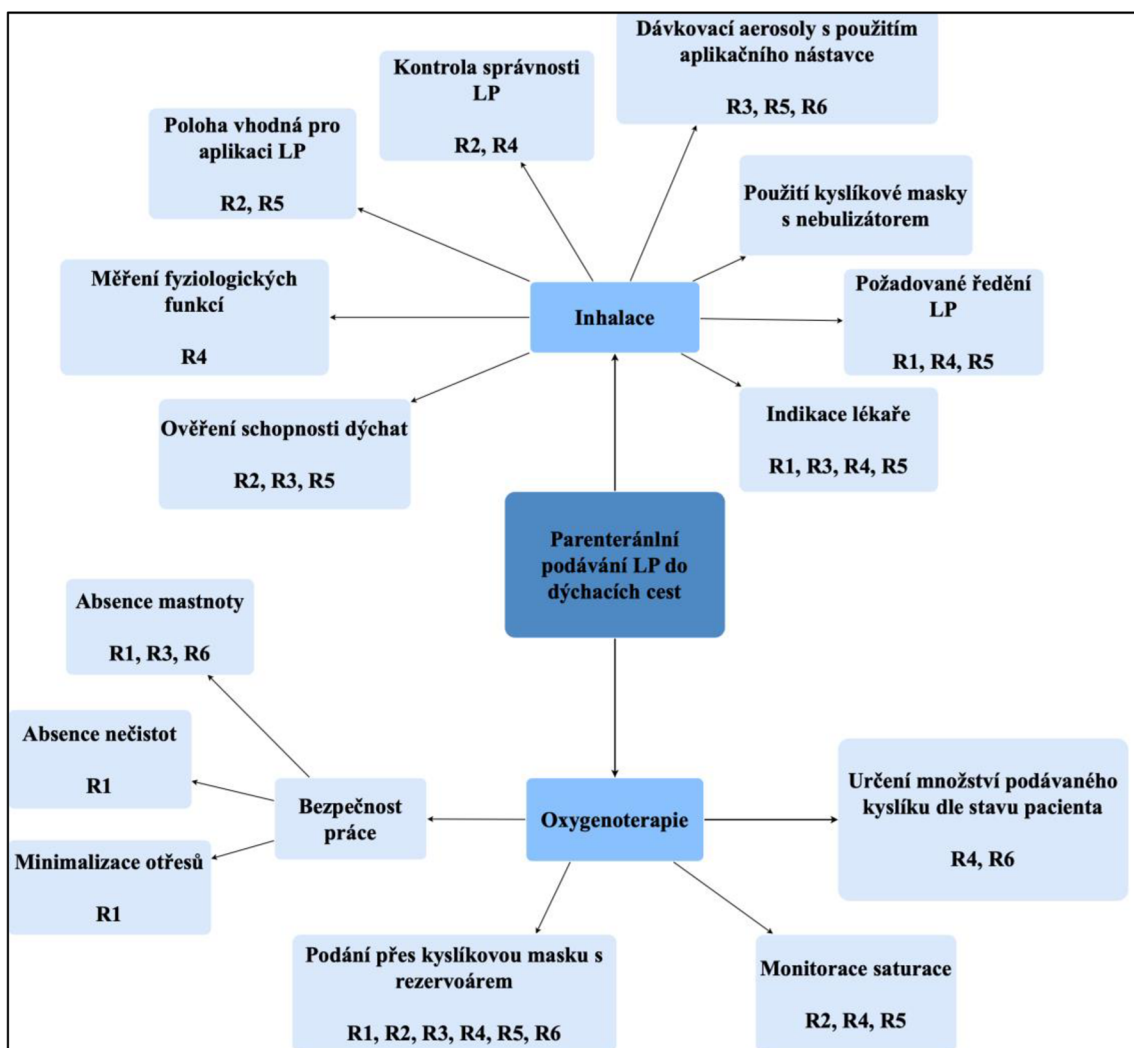 Dávkovací aerosoly s použitím
aplikačního nástavce
R3, R5, R6
Kontrola správnosti
LP
R2, R4
Poloha vhodná pro
aplikaci LP
R2, R5
Použití kyslíkové masky
s nebulizátorem
Měření fyziologických
funkcí
R4
Inhalace
Požadované ředění
LP
R1, R4, R5
Ověření schopnosti dýchat
R2, R3, R5
Indikace lékaře
R1, R3, R4, R5
Parenteránlní
podávání LP do
dýchacích cest
Absence mastnoty
R1, R3, R6
Absence nečistot
R1
Bezpečnost
práce
Oxygenoterapie
Určení množství podávaného
kyslíku dle stavu pacienta
R4, R6
Minimalizace otřesů
R1
Podání přes kyslíkovou masku s
rezervoárem
R1, R2, R3, R4, R5, R6
Monitorace saturace
R2, R4, R5